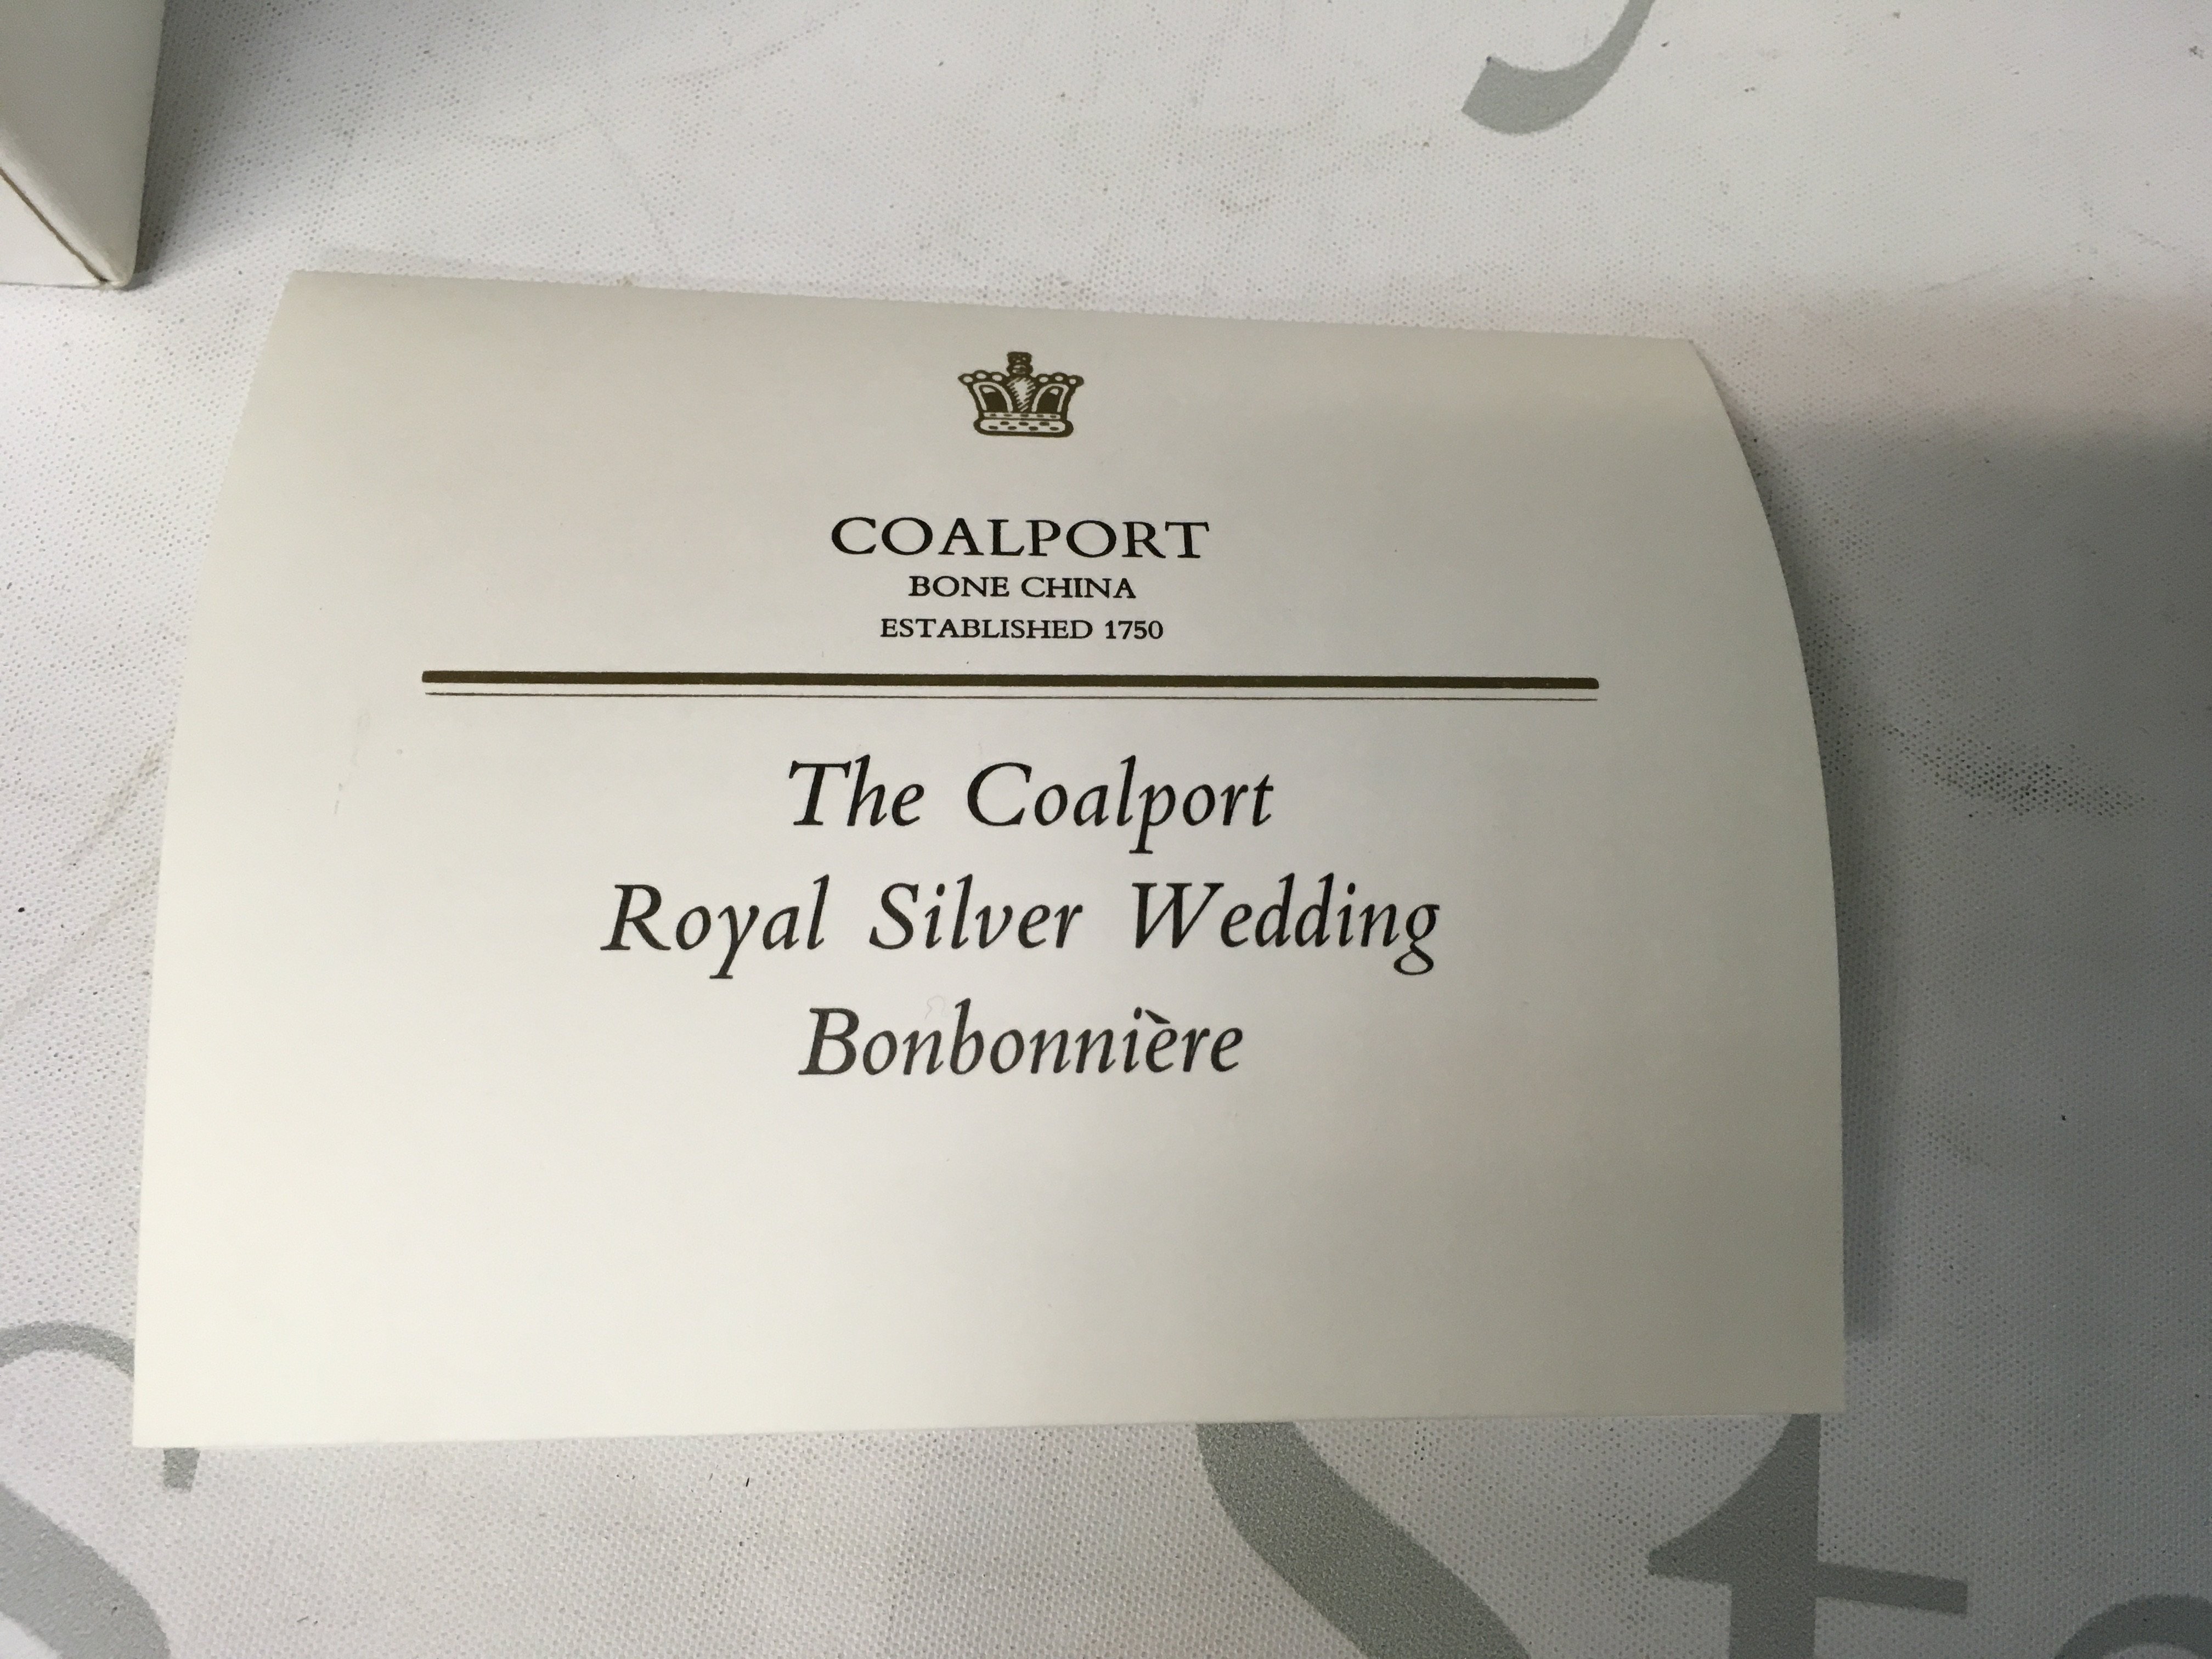 COALPORT
BONE CHINA
ESTABLISHED 1750
The Coalport
Royal Silver Wedding
Bonbonnière